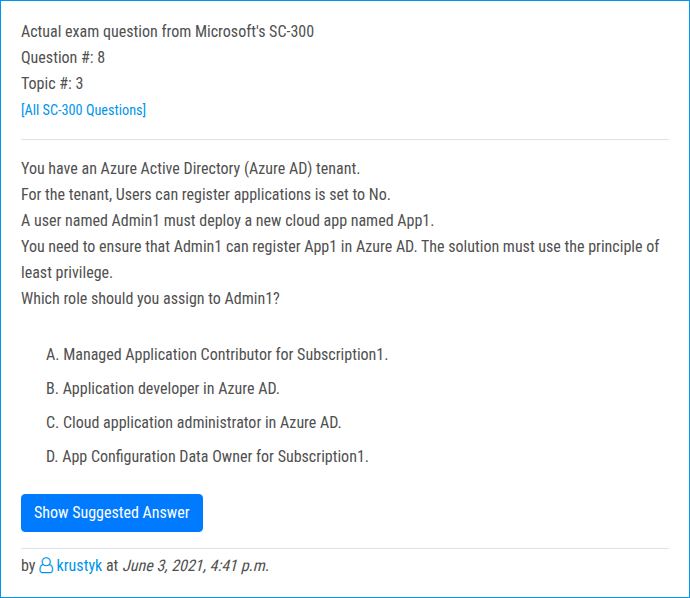 Actual exam question from Microsoft's SC-300
Question #: 8
Topic #: 3
[All SC-300 Questions]
You have an Azure Active Directory (Azure AD) tenant.
For the tenant, Users can register applications is set to No.
A user named Admin1 must deploy a new cloud app named App1.
You need to ensure that Admin1 can register App1 in Azure AD. The solution must use the principle of
least privilege.
Which role should you assign to Admin1?
A. Managed Application Contributor for Subscription1.
B. Application developer in Azure AD.
C. Cloud application administrator in Azure AD.
D. App Configuration Data Owner for Subscription1.
Show Suggested Answer
by krustyk at June 3, 2021, 4:41 p.m.